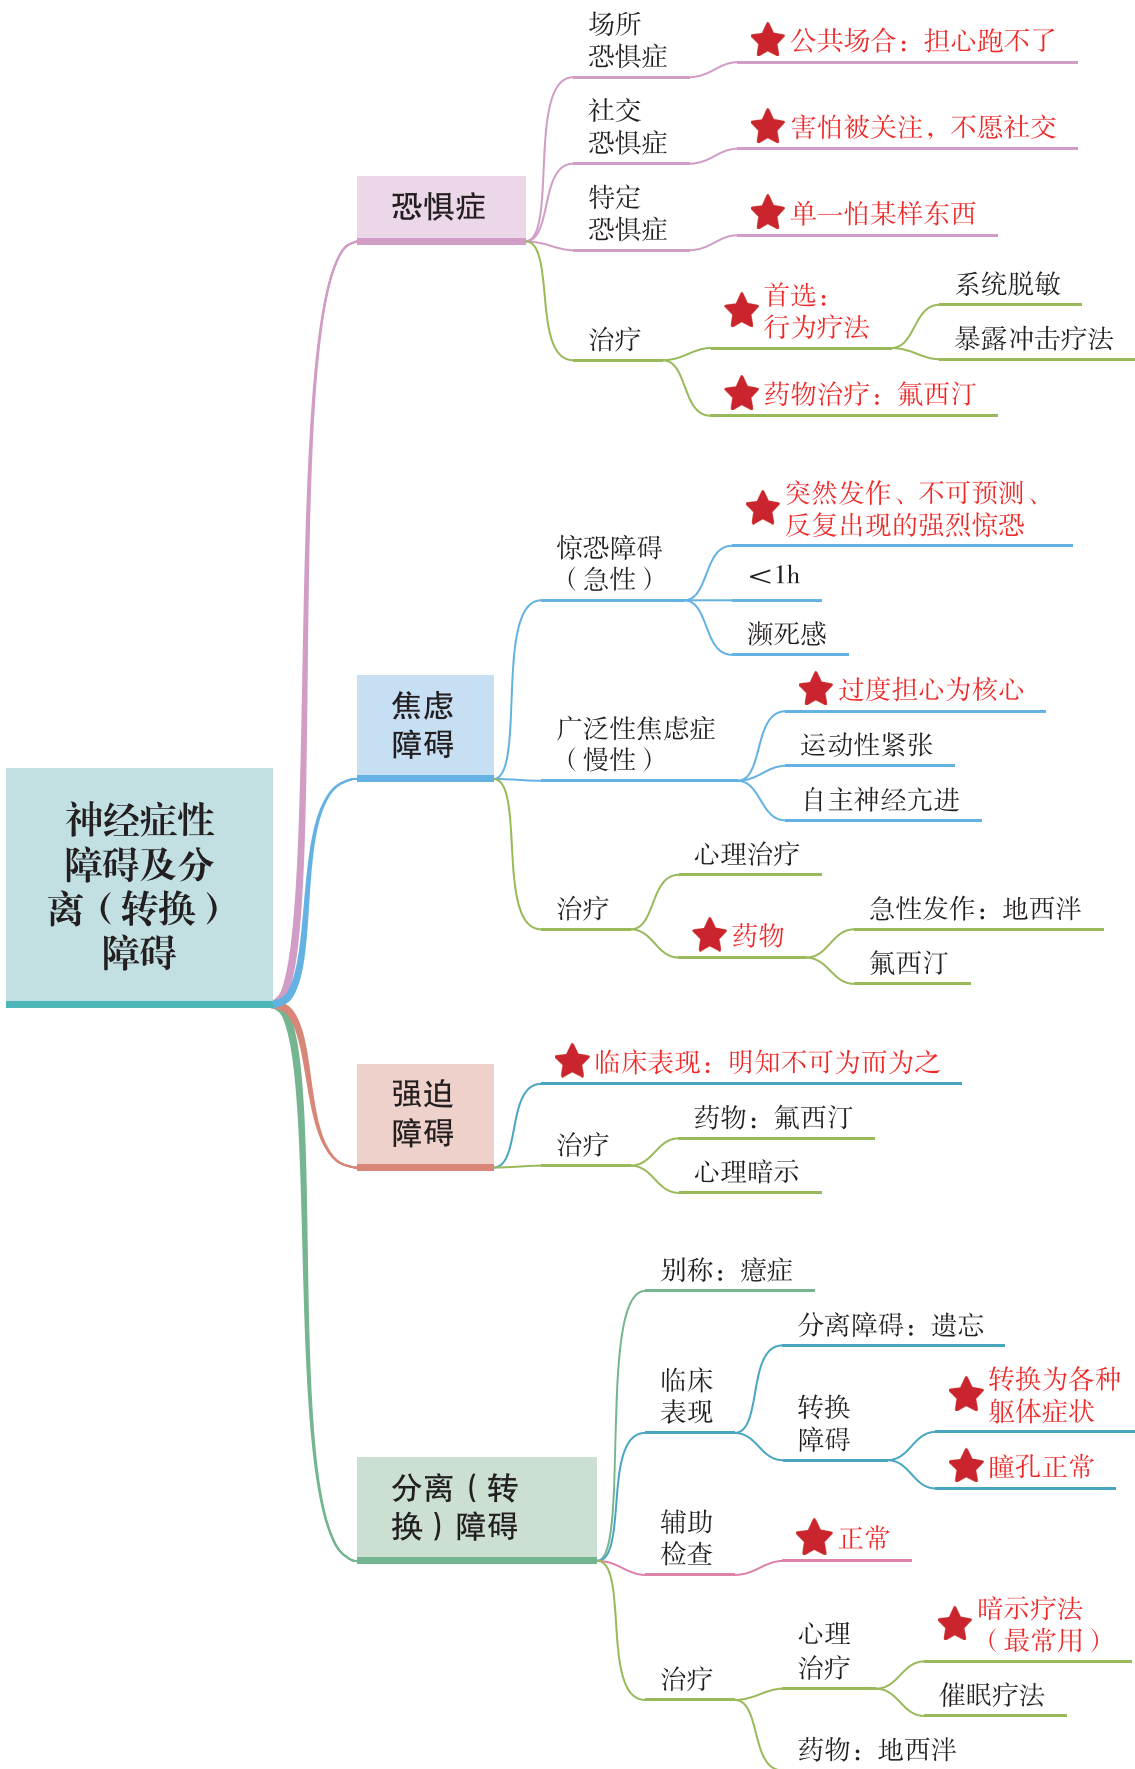 神经症性
障碍及分
离（转换）
障碍
恐惧症
场所
恐惧症
公共场合：担心跑不了
社交
恐惧症
害怕被关注，不愿社交
特定
恐惧症
单一怕某样东西
治疗
首选：
行为疗法
系统脱敏
暴露冲击疗法
药物治疗：氟西汀
焦虑
障碍
惊恐障碍
（急性）
突然发作、不可预测、
反复出现的强烈惊恐
<1h
濒死感
广泛性焦虑症
（慢性）
过度担心为核心
运动性紧张
自主神经亢进
治疗
心理治疗
药物
急性发作：地西泮
氟西汀
强迫
障碍
临床表现：明知不可为而为之
治疗
药物：氟西汀
心理暗示
分离（转
换）障碍
别称：癔症
临床
表现
分离障碍：遗忘
转换
障碍
转换为各种
躯体症状
瞳孔正常
辅助
检查
正常
治疗
心理
治疗
暗示疗法
（最常用）
催眠疗法
药物：地西泮